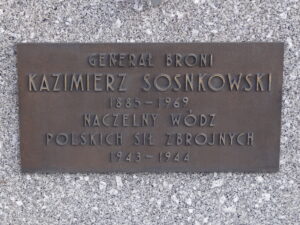 GENERAŁ BRONI
KAZIMIERZ SOSNKOWSKI
1885–1969
NACZELNY WÓDZ
POLSKICH SIŁ ZBROJNYCH
1943–1944